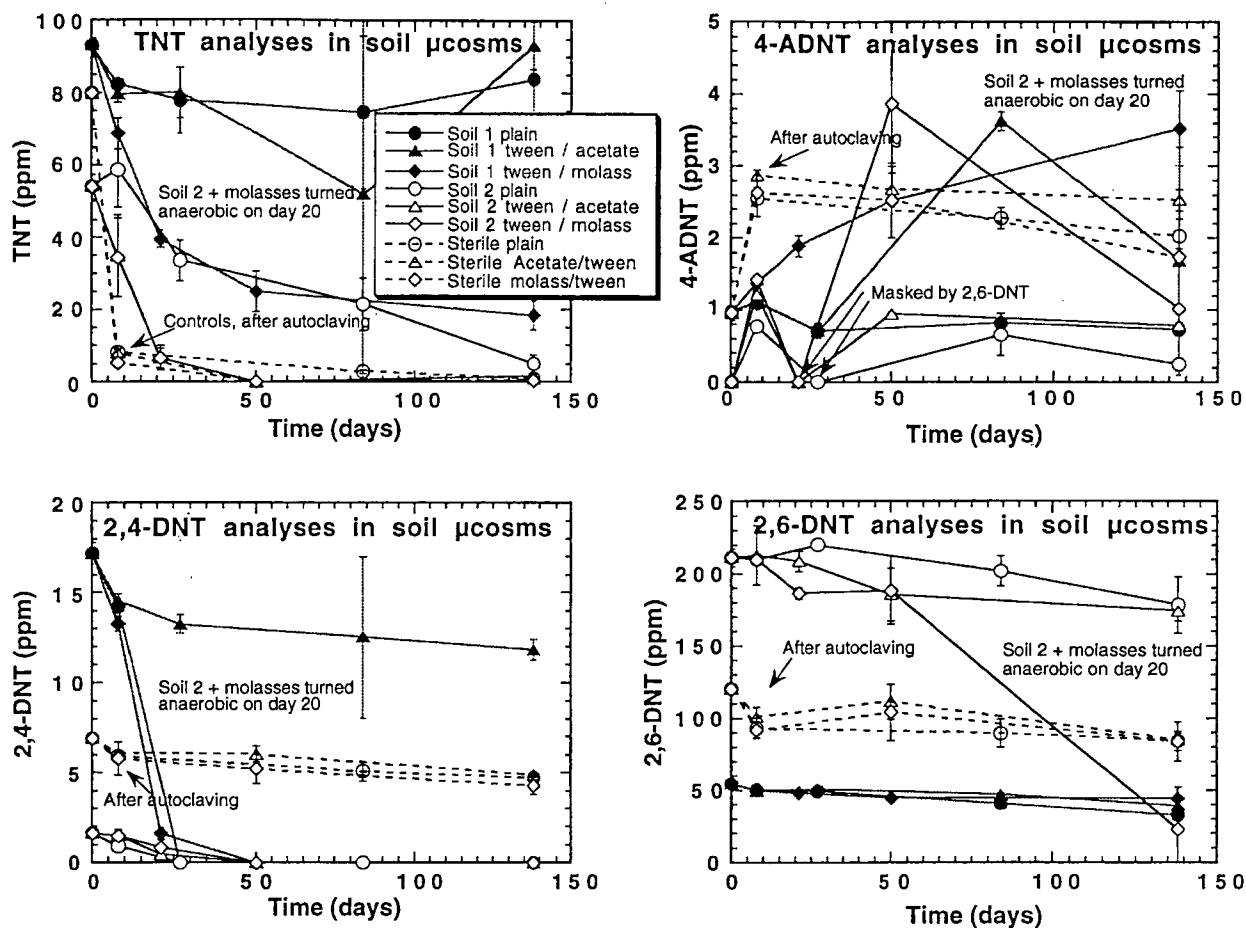 TNT analyses in soil µcosms
TNT (ppm)
100
80
60
40
20
0
0
50
100
150
Time (days)
Soil 2 + molasses turned
anaerobic on day 20
Controls, after autoclaving
Soil 1 plain
Soil 1 tween / acetate
Soil 1 tween / molass
Soil 2 plain
Soil 2 tween / acetate
Soil 2 tween / molass
Sterile plain
Sterile Acetate/tween
Sterile molass/tween
4-ADNT analyses in soil µcosms
4-ADNT (ppm)
5
4
3
2
1
0
0
50
100
150
Time (days)
Soil 2 + molasses turned
anaerobic on day 20
After autoclaving
Masked by 2,6-DNT
2,4-DNT analyses in soil µcosms
2,4-DNT (ppm)
20
15
10
5
0
0
50
100
150
Time (days)
Soil 2 + molasses turned
anaerobic on day 20
After autoclaving
2,6-DNT analyses in soil µcosms
2,6-DNT (ppm)
250
200
150
100
50
0
0
50
100
150
Time (days)
After autoclaving
Soil 2 + molasses turned
anaerobic on day 20